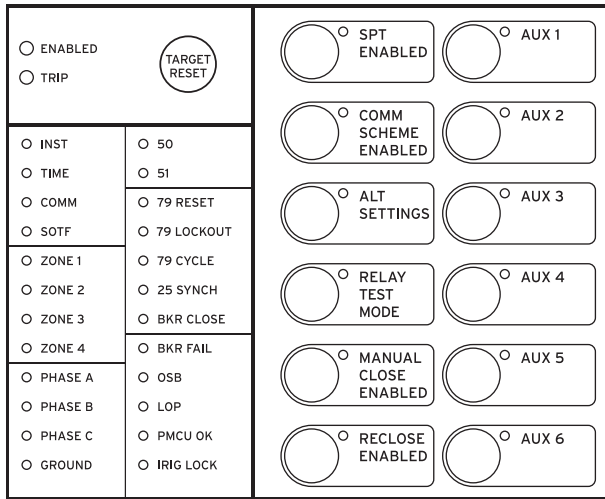 ENABLED
TRIP
TARGET
RESET
INST
TIME
COMM
SOTF
ZONE 1
ZONE 2
ZONE 3
ZONE 4
PHASE A
PHASE B
PHASE C
GROUND
50
51
79 RESET
79 LOCKOUT
79 CYCLE
25 SYNCH
BKR CLOSE
BKR FAIL
OSB
LOP
PMCU OK
IRIG LOCK
SPT
ENABLED
COMM
SCHEME
ENABLED
ALT
SETTINGS
RELAY
TEST
MODE
MANUAL
CLOSE
ENABLED
RECLOSE
ENABLED
AUX 1
AUX 2
AUX 3
AUX 4
AUX 5
AUX 6